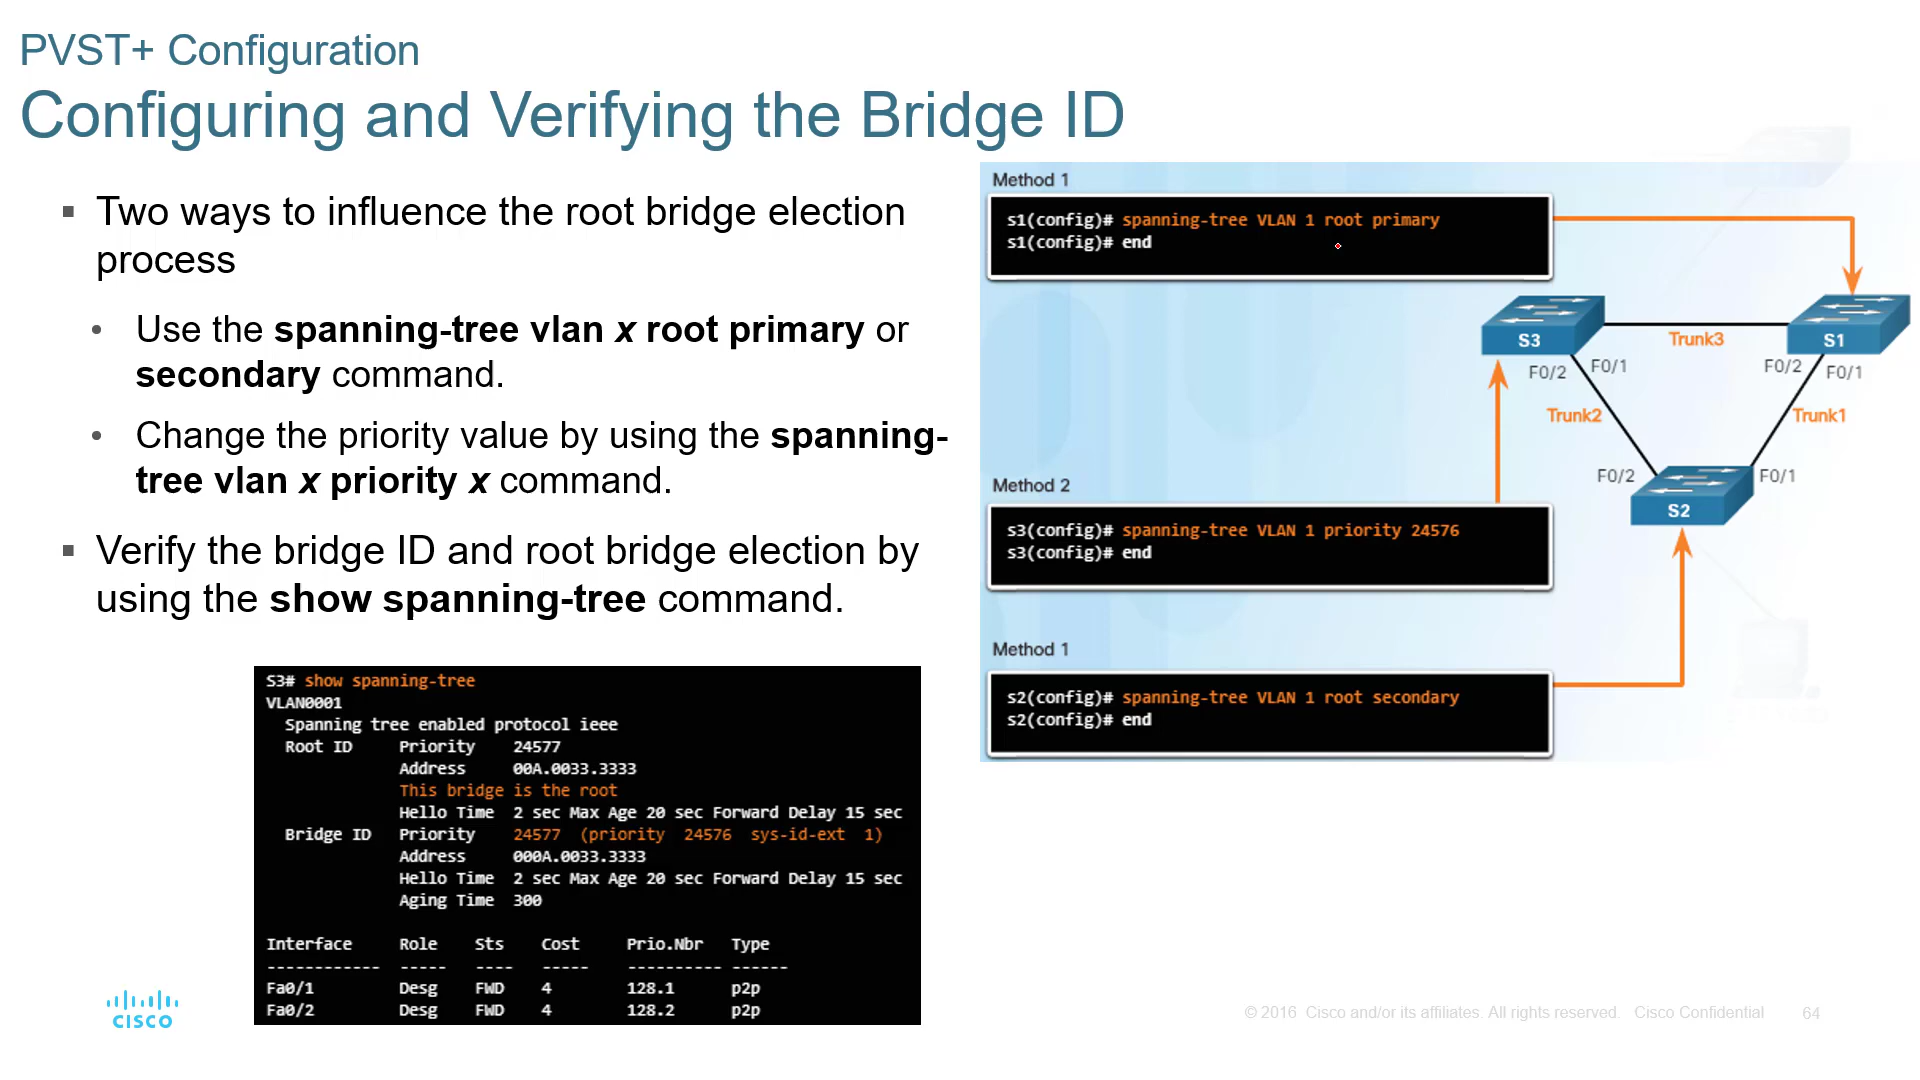 PVST+ Configuration
Configuring and Verifying the Bridge ID
▪ Two ways to influence the root bridge election
process
• Use the spanning-tree vlan x root primary or
secondary command.
• Change the priority value by using the spanning-
tree vlan x priority x command.
▪ Verify the bridge ID and root bridge election by
using the show spanning-tree command.
S3# show spanning-tree
VLAN0001
Spanning tree enabled protocol ieee
Root ID Priority 24577
Address 00A.0033.3333
This bridge is the root
Hello Time 2 sec Max Age 20 sec Forward Delay 15 sec
Bridge ID Priority 24577 (priority 24576 sys-id-ext 1)
Address 000A.0033.3333
Hello Time 2 sec Max Age 20 sec Forward Delay 15 sec
Aging Time 300
Interface Role Sts Cost Prio.Nbr Type
------------ ----- ---- ----- ---------- ------
Fa0/1 Desg FWD 4 128.1 p2p
Fa0/2 Desg FWD 4 128.2 p2p
Method 1
s1(config)# spanning-tree VLAN 1 root primary
s1(config)# end
S3
Trunk3
S1
F0/2
F0/1
F0/2
F0/1
Trunk2
Trunk1
F0/2
F0/1
S2
Method 2
s3(config)# spanning-tree VLAN 1 priority 24576
s3(config)# end
Method 1
s2(config)# spanning-tree VLAN 1 root secondary
s2(config)# end
CISCO
© 2016 Cisco and/or its affiliates. All rights reserved. Cisco Confidential
64